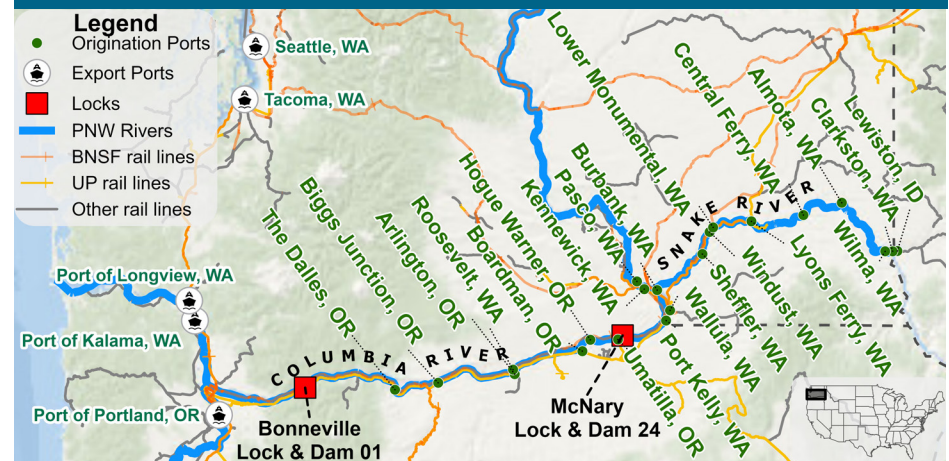 Legend
Origination Ports
Export Ports
Locks
PNW Rivers
BNSF rail lines
UP rail lines
Other rail lines
Seattle, WA
Tacoma, WA
Port of Longview, WA
Port of Kalama, WA
Port of Portland, OR
The Dalles, OR
Biggs Junction, OR
Arlington, OR
Roosevelt, WA
Boardman, OR
Hogue Warner, OR
Kennewick, WA
Pasco, WA
Burbank, WA
Lower Monumental, WA
Central Ferry, WA
Almota, WA
Clarkston, WA
Lewiston, ID
COLUMBIA RIVER
SNAKE RIVER
Wilma, WA
Lyons Ferry, WA
Windust, WA
Sheffler, WA
Wallula, WA
Port Kelly, WA
Umatilla, OR
Bonneville
Lock & Dam 01
McNary
Lock & Dam 24